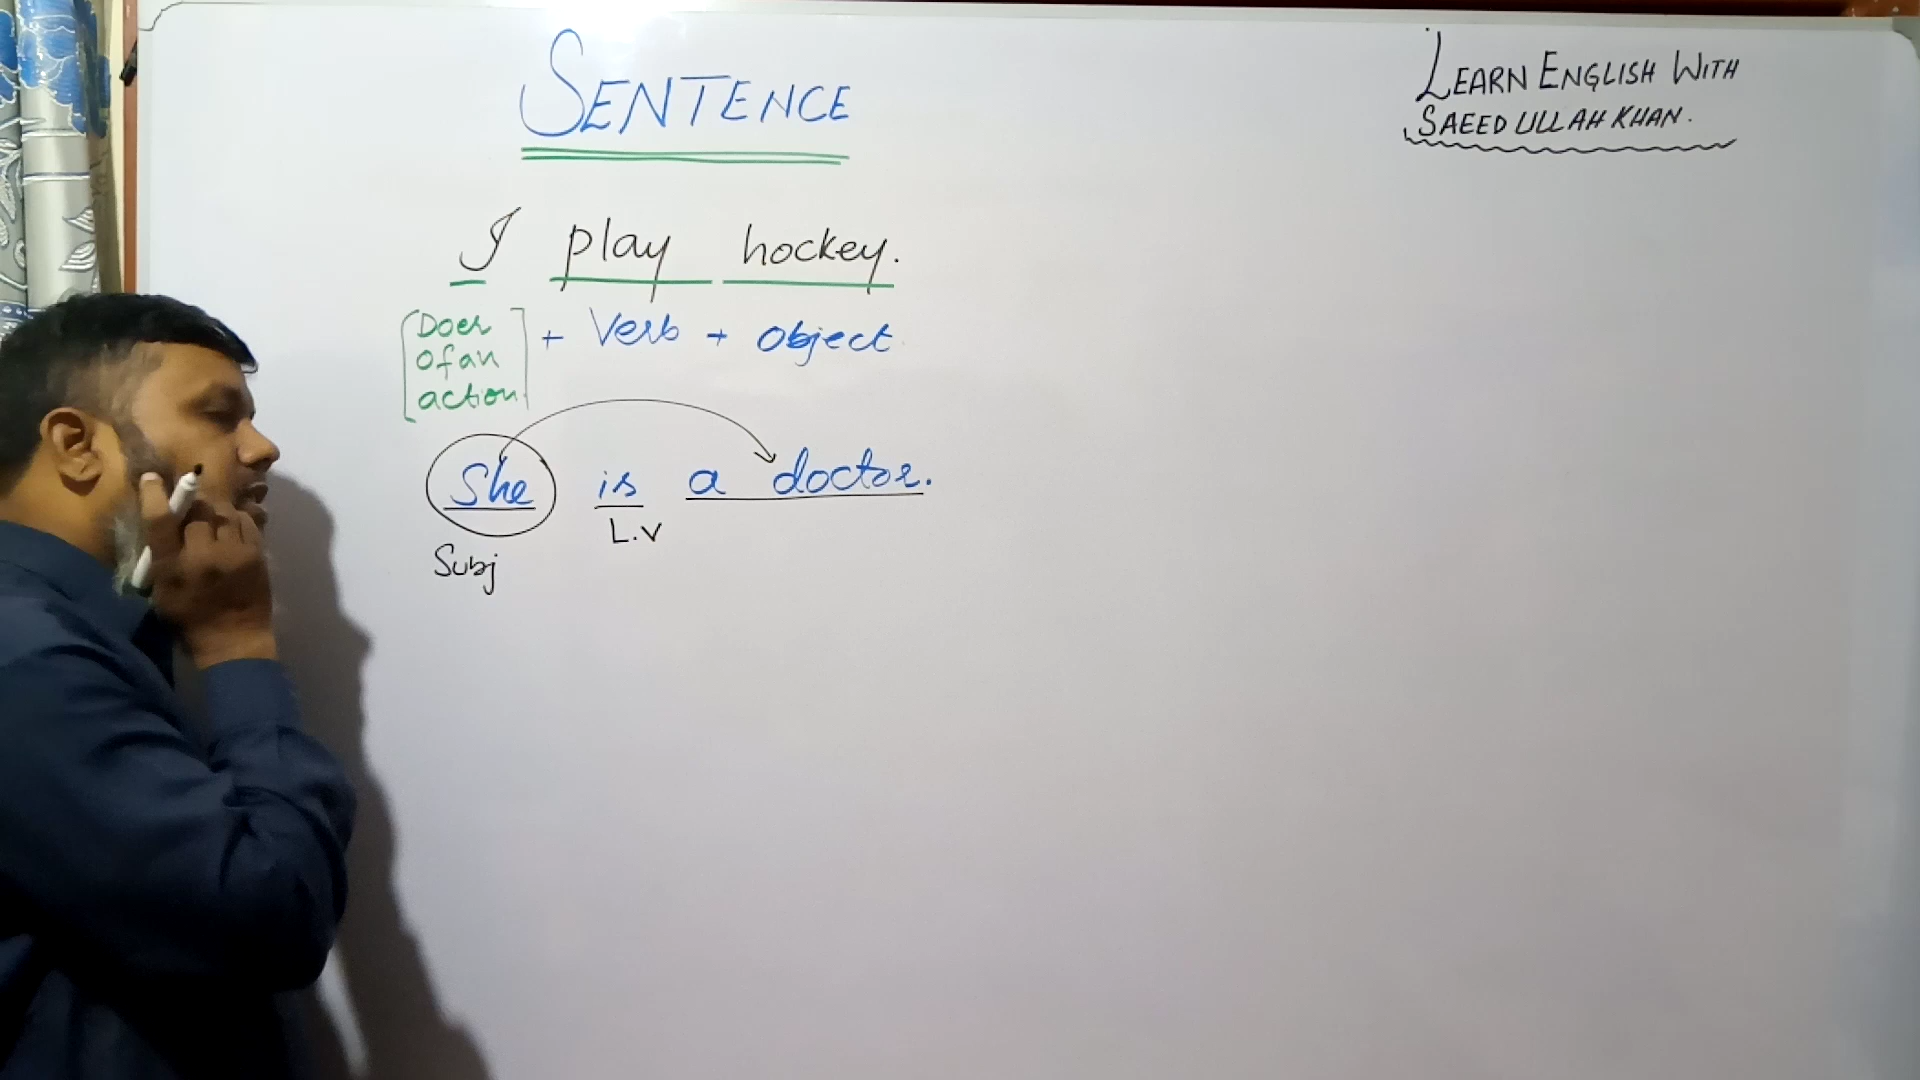 SENTENCE
LEARN ENGLISH WITH
SAEED ULLAH KHAN.
I play hockey.
[Doer of an action] + Verb + object
She is a doctor.
Subj L.V